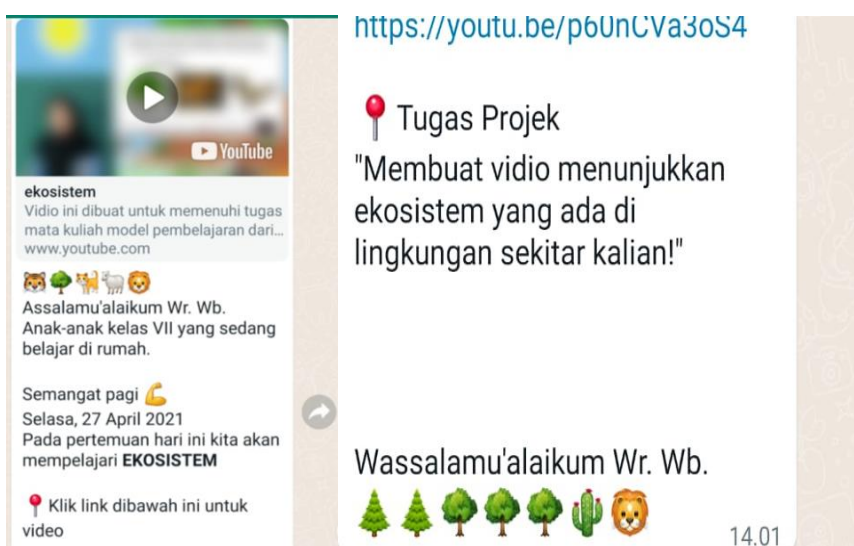 YouTube
ekosistem
Vidio ini dibuat untuk memenuhi tugas
mata kuliah model pembelajaran dari...
www.youtube.com
🐯🌳🐈🐑🦁
Assalamu'alaikum Wr. Wb.
Anak-anak kelas VII yang sedang
belajar di rumah.
Semangat pagi 💪
Selasa, 27 April 2021
Pada pertemuan hari ini kita akan
mempelajari EKOSISTEM
📍 Klik link dibawah ini untuk
video
https://youtu.be/p60nCVa3oS4
📍 Tugas Projek
"Membuat vidio menunjukkan
ekosistem yang ada di
lingkungan sekitar kalian!"
Wassalamu'alaikum Wr. Wb.
🌲🌲🌳🌳🌳🌵🦁
14.01